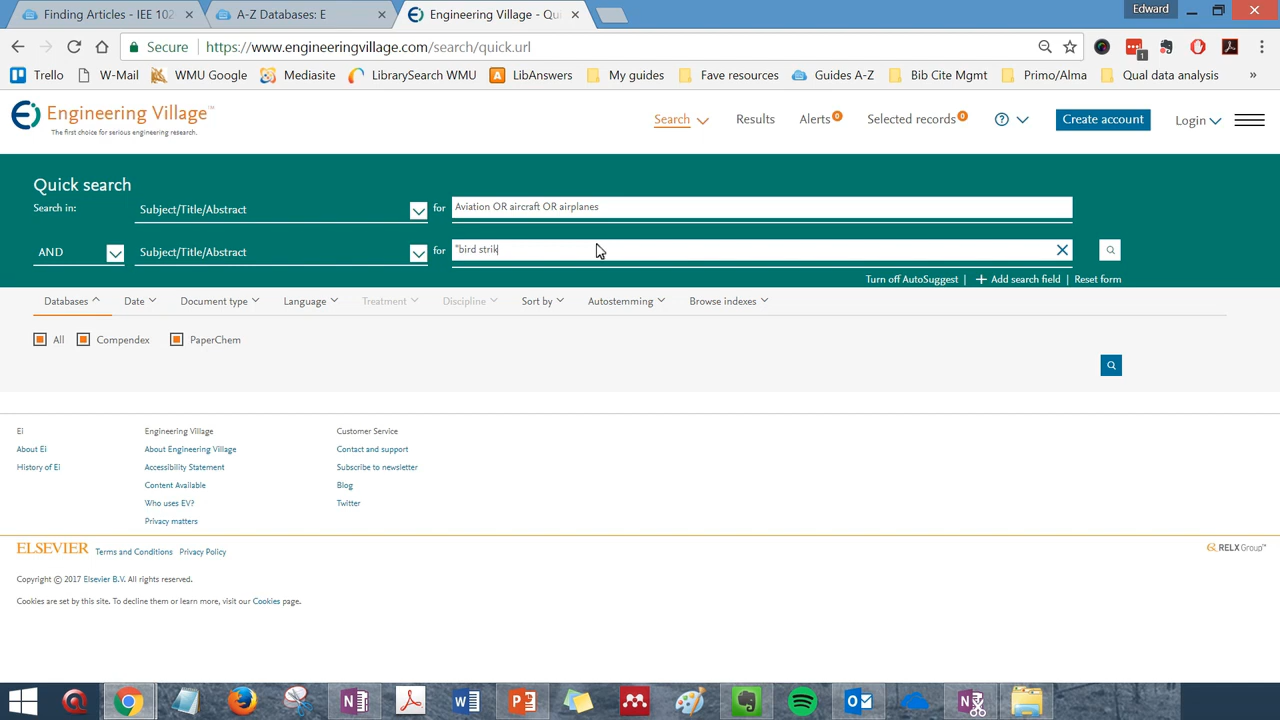 Finding Articles - IEE 102
A-Z Databases: E
Engineering Village - Qu
Edward
Secure
https://www.engineeringvillage.com/search/quick.url
Trello
W-Mail
WMU Google
Mediasite
LibrarySearch WMU
LibAnswers
My guides
Fave resources
Guides A-Z
Bib Cite Mgmt
Primo/Alma
Qual data analysis
»
Engineering Village™
The first choice for serious engineering research.
Search
Results
Alerts 0
Selected records 0
Create account
Login
Quick search
Search in:
Subject/Title/Abstract
for
Aviation OR aircraft OR airplanes
AND
Subject/Title/Abstract
for
"bird strik
Turn off AutoSuggest | + Add search field | Reset form
Databases
Date
Document type
Language
Treatment
Discipline
Sort by
Autostemming
Browse indexes
All
Compendex
PaperChem
Ei
About Ei
History of Ei
Engineering Village
About Engineering Village
Accessibility Statement
Content Available
Who uses EV?
Privacy matters
Customer Service
Contact and support
Subscribe to newsletter
Blog
Twitter
ELSEVIER
Terms and Conditions
Privacy Policy
RELX Group™
Copyright © 2017 Elsevier B.V. All rights reserved.
Cookies are set by this site. To decline them or learn more, visit our Cookies page.